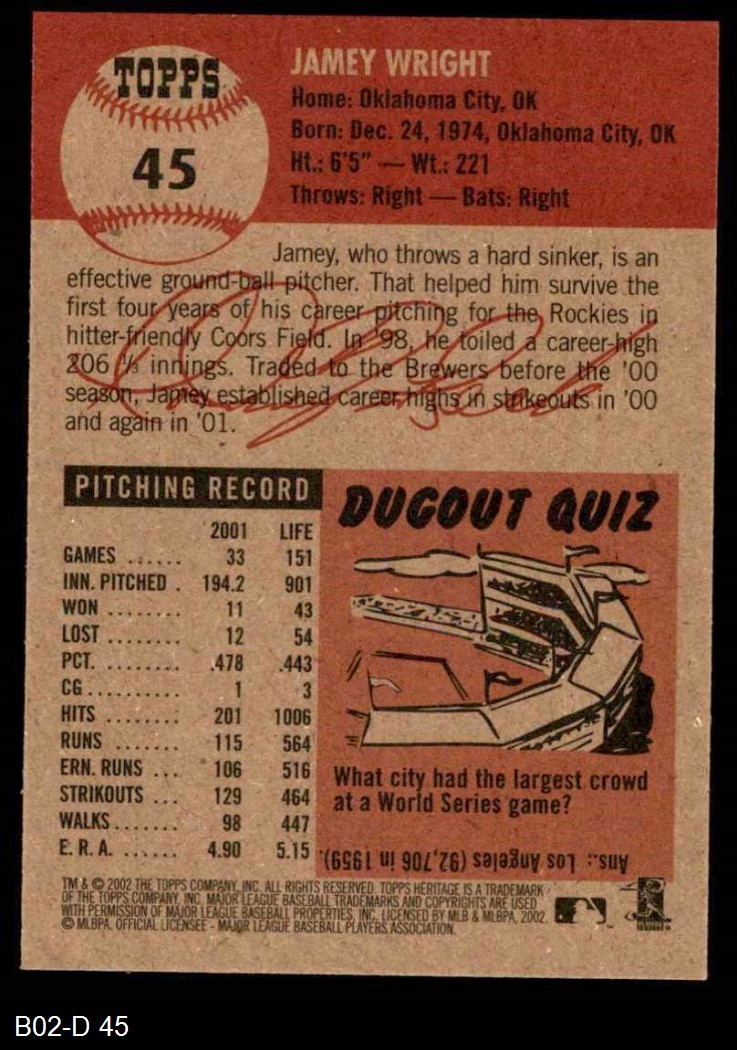 TOPPS
45
JAMEY WRIGHT
Home: Oklahoma City, OK
Born: Dec. 24, 1974, Oklahoma City, OK
Ht.: 6'5" — Wt.: 221
Throws: Right — Bats: Right
Jamey, who throws a hard sinker, is an
effective ground-ball pitcher. That helped him survive the
first four years of his career pitching for the Rockies in
hitter-friendly Coors Field. In '98, he toiled a career-high
206 ⅓ innings. Traded to the Brewers before the '00
season, Jamey established career highs in strikeouts in '00
and again in '01.
PITCHING RECORD
2001 LIFE
GAMES ...... 33 151
INN. PITCHED . 194.2 901
WON ........ 11 43
LOST ........ 12 54
PCT. ........ .478 .443
CG .......... 1 3
HITS ........ 201 1006
RUNS ....... 115 564
ERN. RUNS ... 106 516
STRIKOUTS ... 129 464
WALKS....... 98 447
E. R. A. ...... 4.90 5.15
DUGOUT QUIZ
What city had the largest crowd
at a World Series game?
Ans.: Los Angeles (92,706 in 1959).
TM & © 2002 THE TOPPS COMPANY, INC. ALL RIGHTS RESERVED. TOPPS HERITAGE IS A TRADEMARK
OF THE TOPPS COMPANY, INC. MAJOR LEAGUE BASEBALL TRADEMARKS AND COPYRIGHTS ARE USED
WITH PERMISSION OF MAJOR LEAGUE BASEBALL PROPERTIES, INC. LICENSED BY MLB & MLBPA, 2002.
© MLBPA. OFFICIAL LICENSEE - MAJOR LEAGUE BASEBALL PLAYERS ASSOCIATION.
B02-D 45